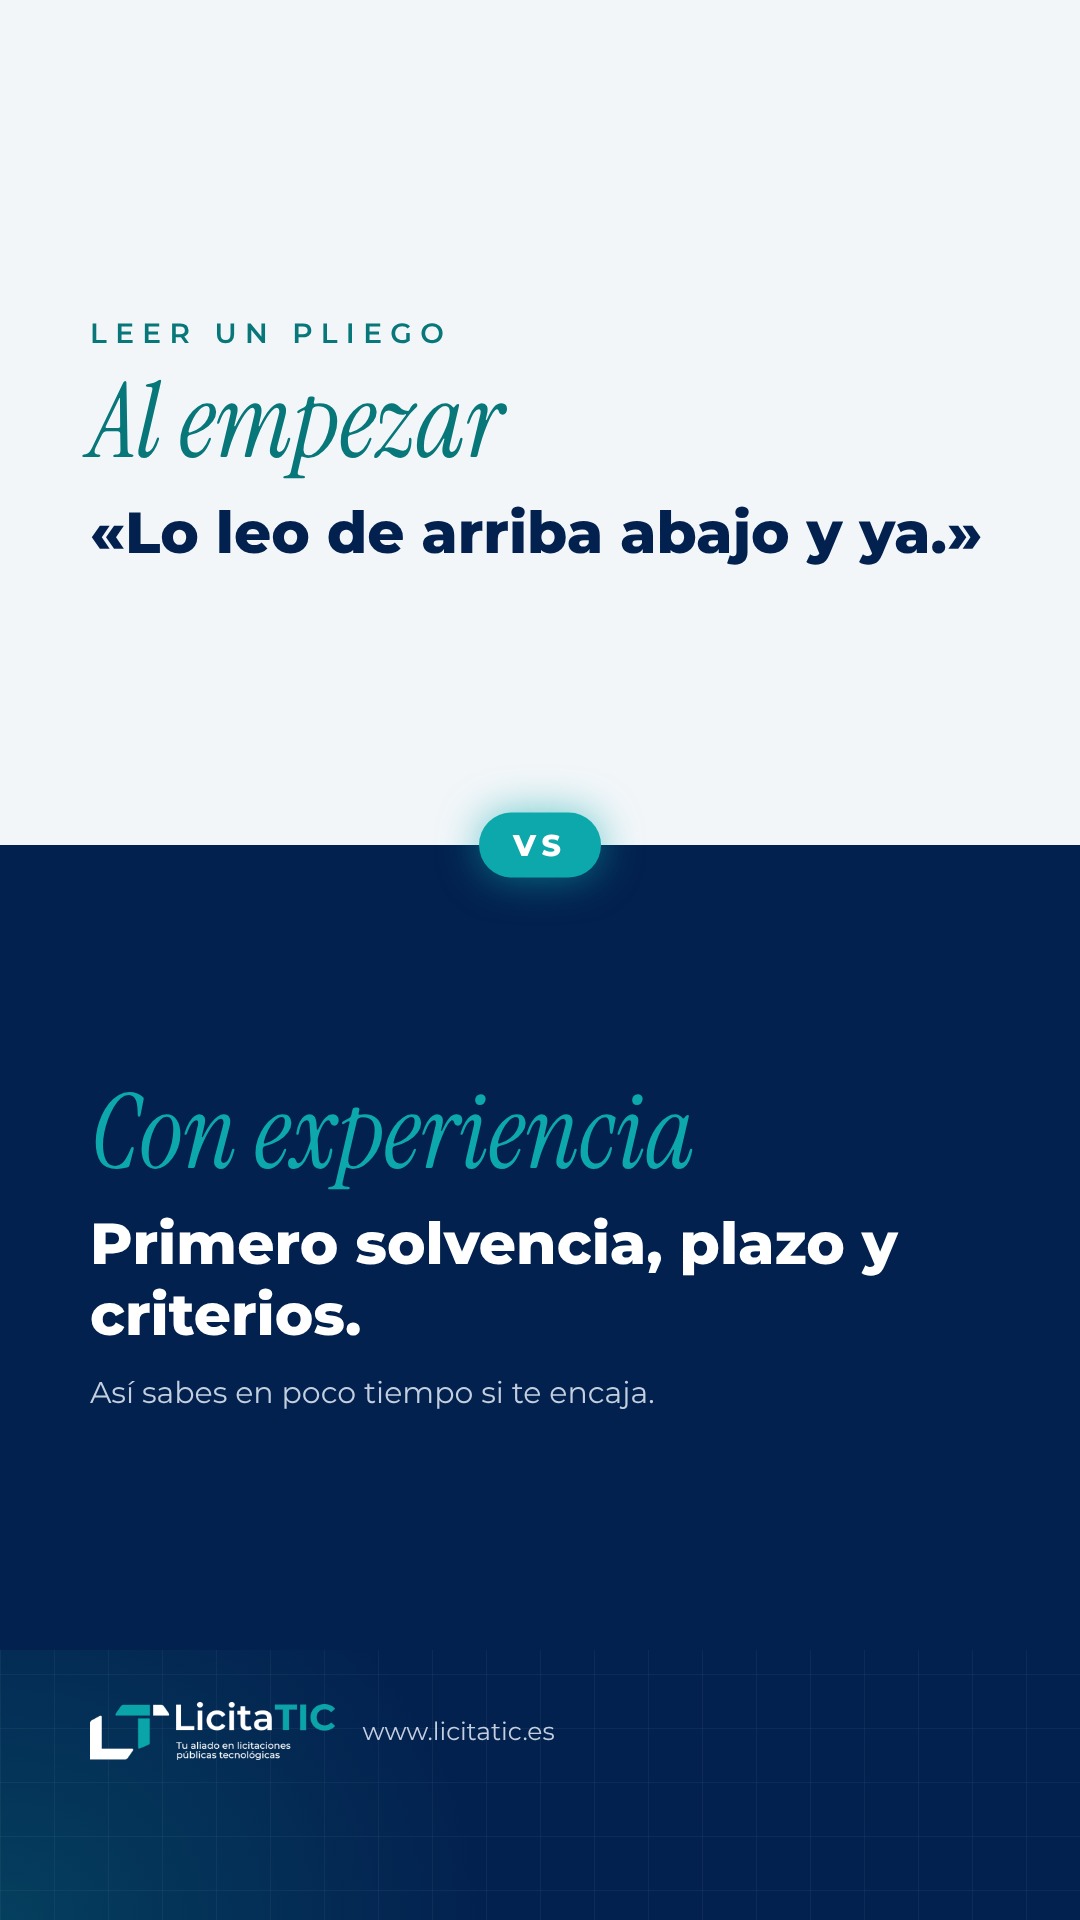 LEER UN PLIEGO
Al empezar
«Lo leo de arriba abajo y ya.»
VS
Con experiencia
Primero solvencia, plazo y
criterios.
Así sabes en poco tiempo si te encaja.
LicitaTIC
Tu aliado en licitaciones
públicas tecnológicas
www.licitatic.es